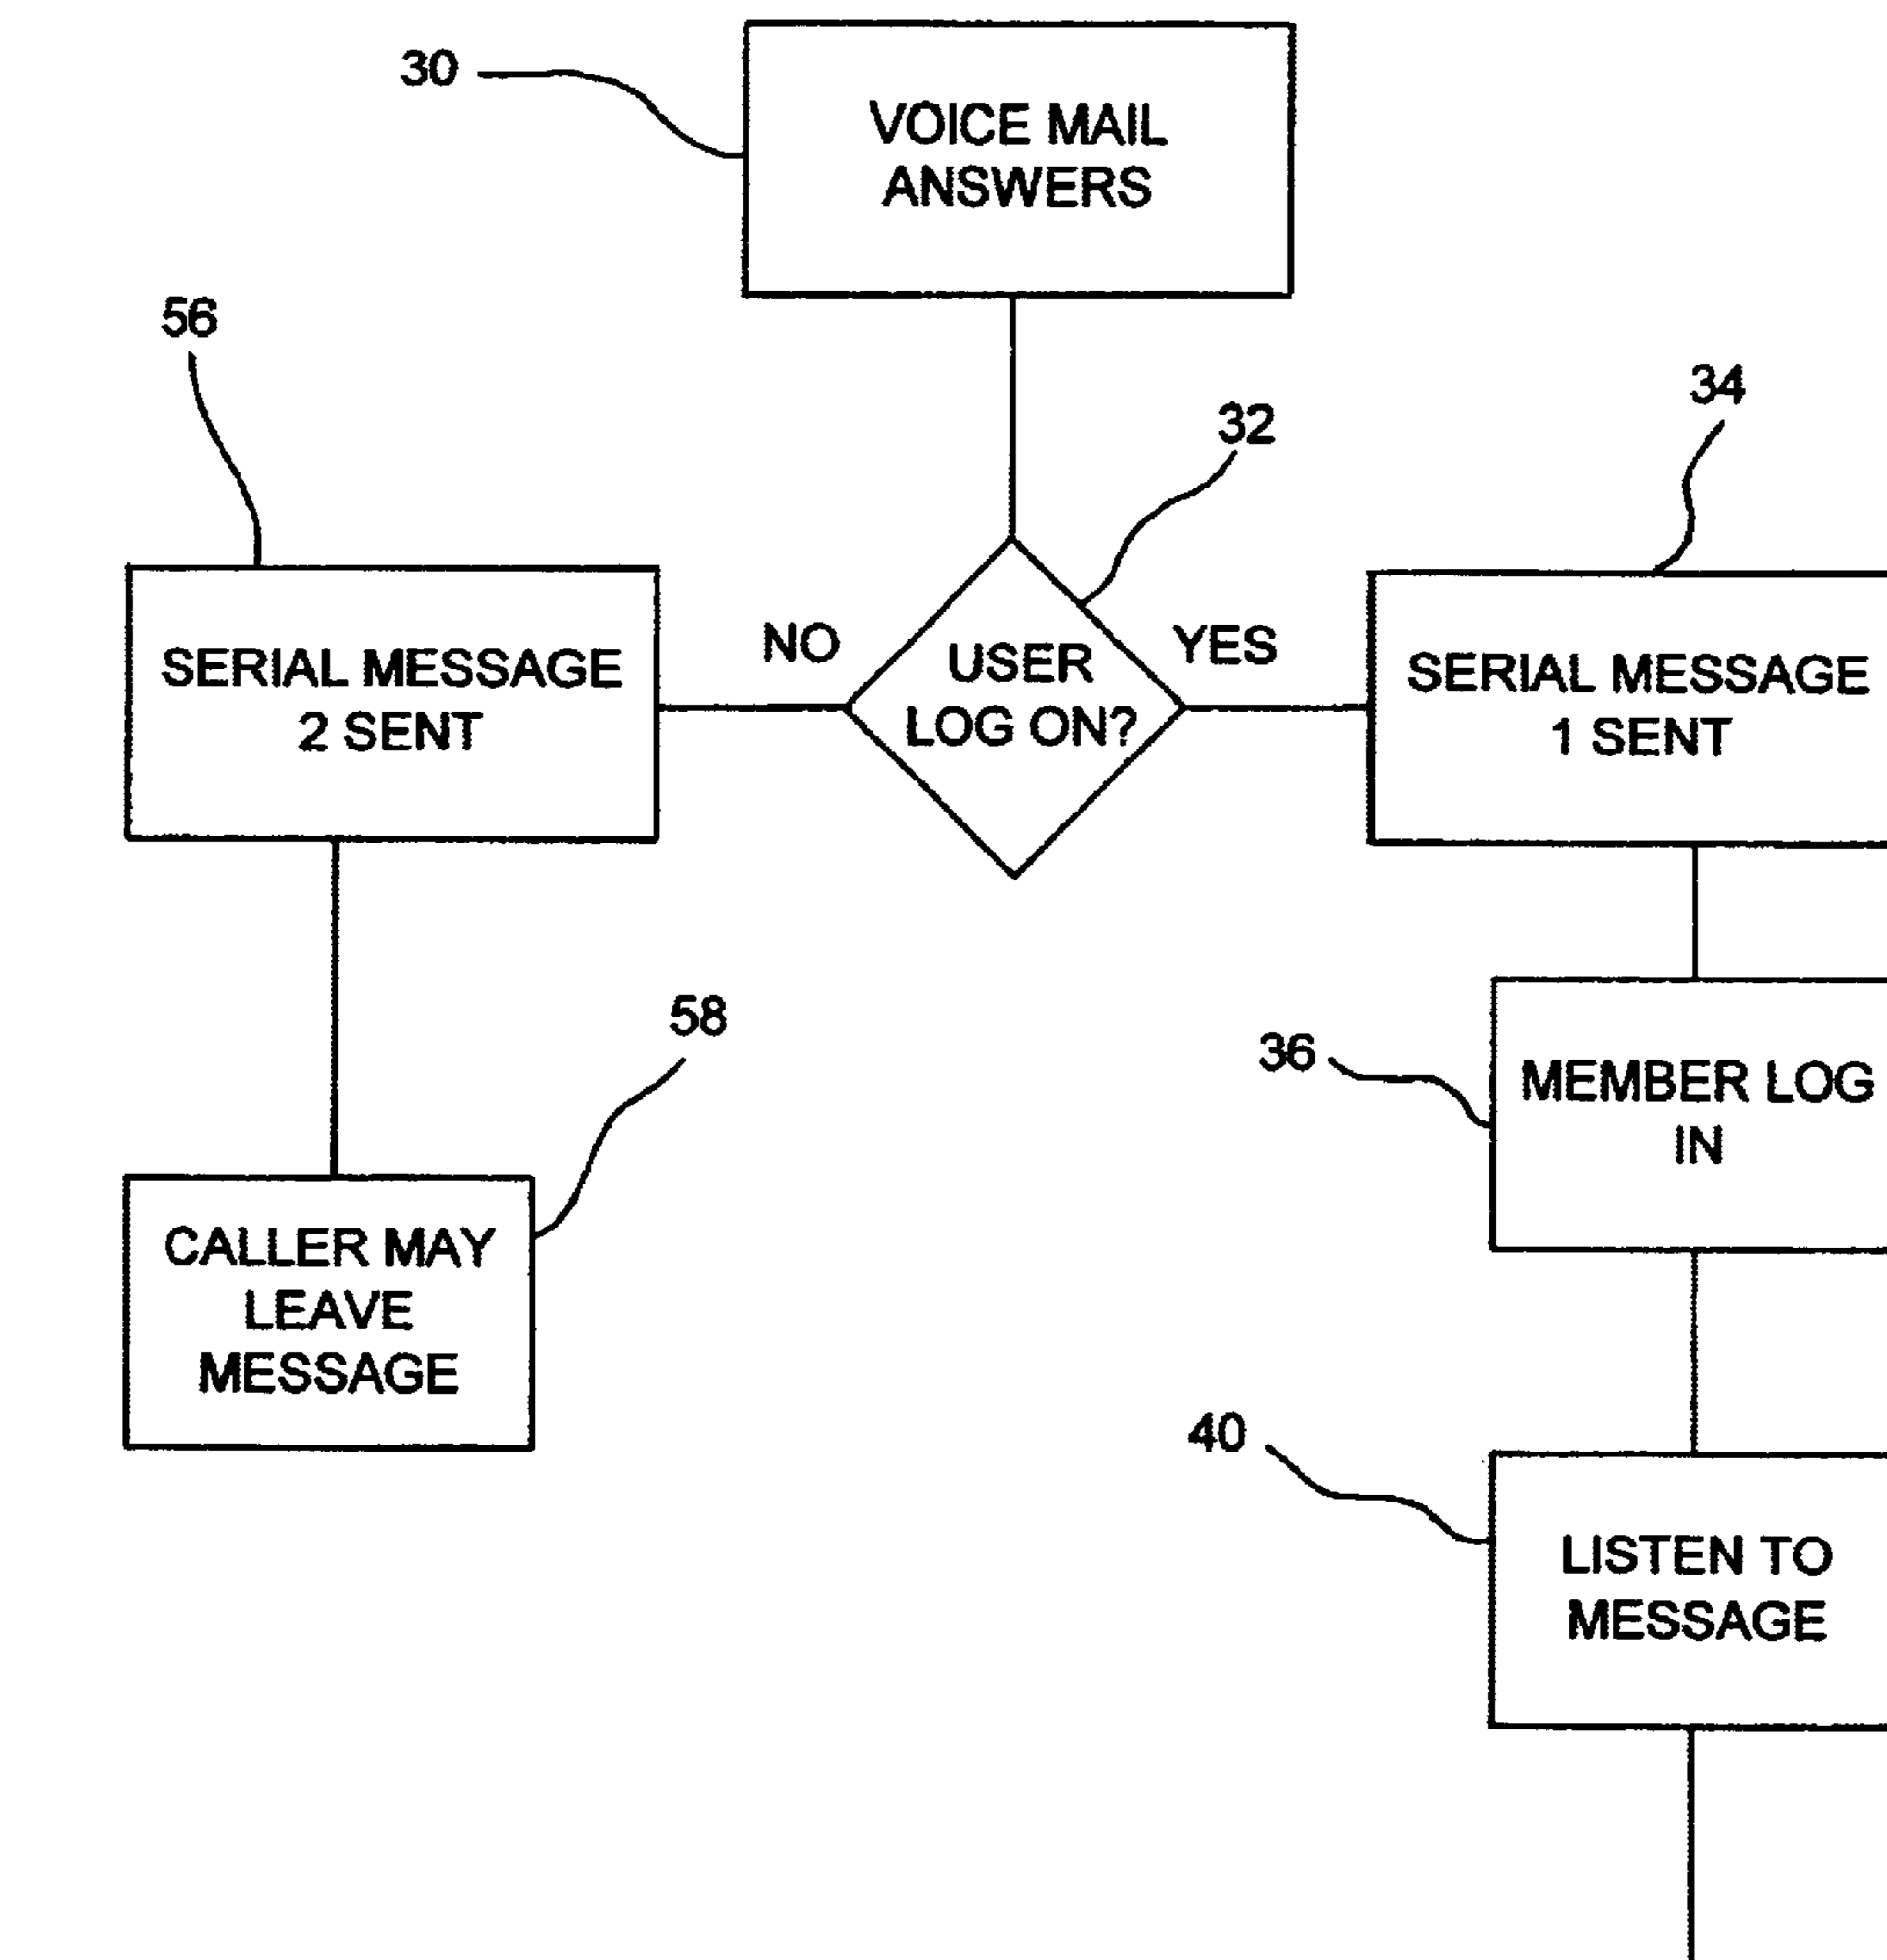 30
VOICE MAIL
ANSWERS
56
34
32
NO
YES
SERIAL MESSAGE
2 SENT
USER
LOG ON?
SERIAL MESSAGE
1 SENT
58
36
MEMBER LOG
IN
CALLER MAY
LEAVE
MESSAGE
40
LISTEN TO
MESSAGE